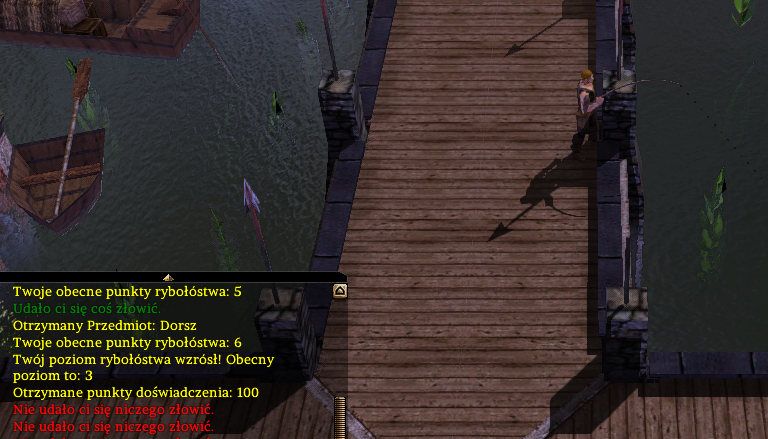 Twoje obecne punkty rybołóstwa: 5
Udało ci się coś złowić.
Otrzymany Przedmiot: Dorsz
Twoje obecne punkty rybołóstwa: 6
Twój poziom rybołóstwa wzrósł! Obecny
poziom to: 3
Otrzymane punkty doświadczenia: 100
Nie udało ci się niczego złowić.
Nie udało ci się niczego złowić.